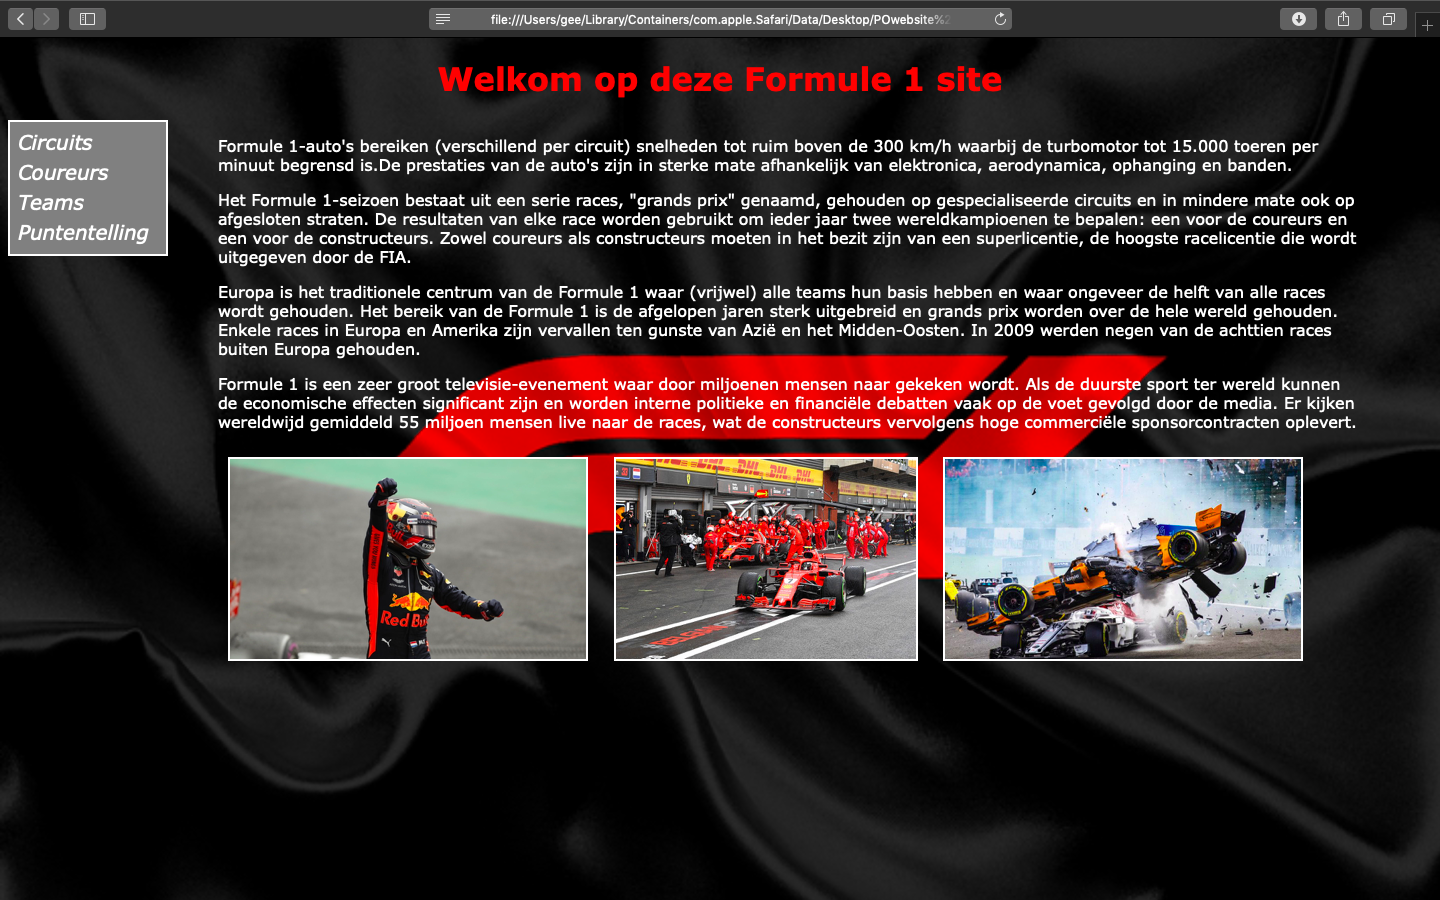 file:///Users/gee/Library/Containers/com.apple.Safari/Data/Desktop/POwebsite%2
Welkom op deze Formule 1 site
Circuits
Coureurs
Teams
Puntentelling
Formule 1-auto's bereiken (verschillend per circuit) snelheden tot ruim boven de 300 km/h waarbij de turbomotor tot 15.000 toeren per
minuut begrensd is.De prestaties van de auto's zijn in sterke mate afhankelijk van elektronica, aerodynamica, ophanging en banden.
Het Formule 1-seizoen bestaat uit een serie races, "grands prix" genaamd, gehouden op gespecialiseerde circuits en in mindere mate ook op
afgesloten straten. De resultaten van elke race worden gebruikt om ieder jaar twee wereldkampioenen te bepalen: een voor de coureurs en
een voor de constructeurs. Zowel coureurs als constructeurs moeten in het bezit zijn van een superlicentie, de hoogste racelicentie die wordt
uitgegeven door de FIA.
Europa is het traditionele centrum van de Formule 1 waar (vrijwel) alle teams hun basis hebben en waar ongeveer de helft van alle races
wordt gehouden. Het bereik van de Formule 1 is de afgelopen jaren sterk uitgebreid en grands prix worden over de hele wereld gehouden.
Enkele races in Europa en Amerika zijn vervallen ten gunste van Azië en het Midden-Oosten. In 2009 werden negen van de achttien races
buiten Europa gehouden.
Formule 1 is een zeer groot televisie-evenement waar door miljoenen mensen naar gekeken wordt. Als de duurste sport ter wereld kunnen
de economische effecten significant zijn en worden interne politieke en financiële debatten vaak op de voet gevolgd door de media. Er kijken
wereldwijd gemiddeld 55 miljoen mensen live naar de races, wat de constructeurs vervolgens hoge commerciële sponsorcontracten oplevert.
DHL DHL
Red Bull
BELGIAN